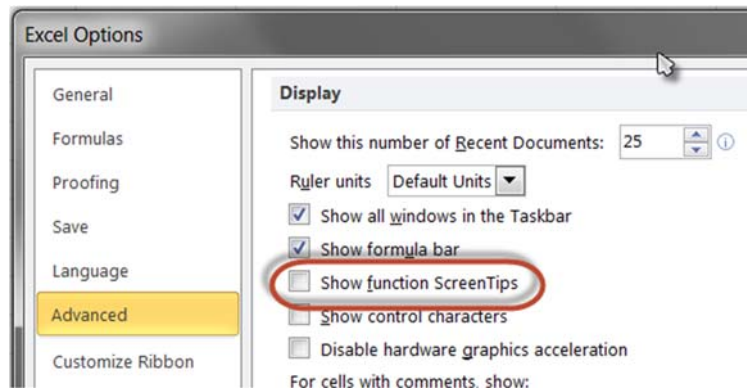 Excel Options
General
Formulas
Proofing
Save
Language
Advanced
Customize Ribbon
Display
Show this number of Recent Documents: 25
Ruler units Default Units
Show all windows in the Taskbar
Show formula bar
Show function ScreenTips
Show control characters
Disable hardware graphics acceleration
For cells with comments, show: